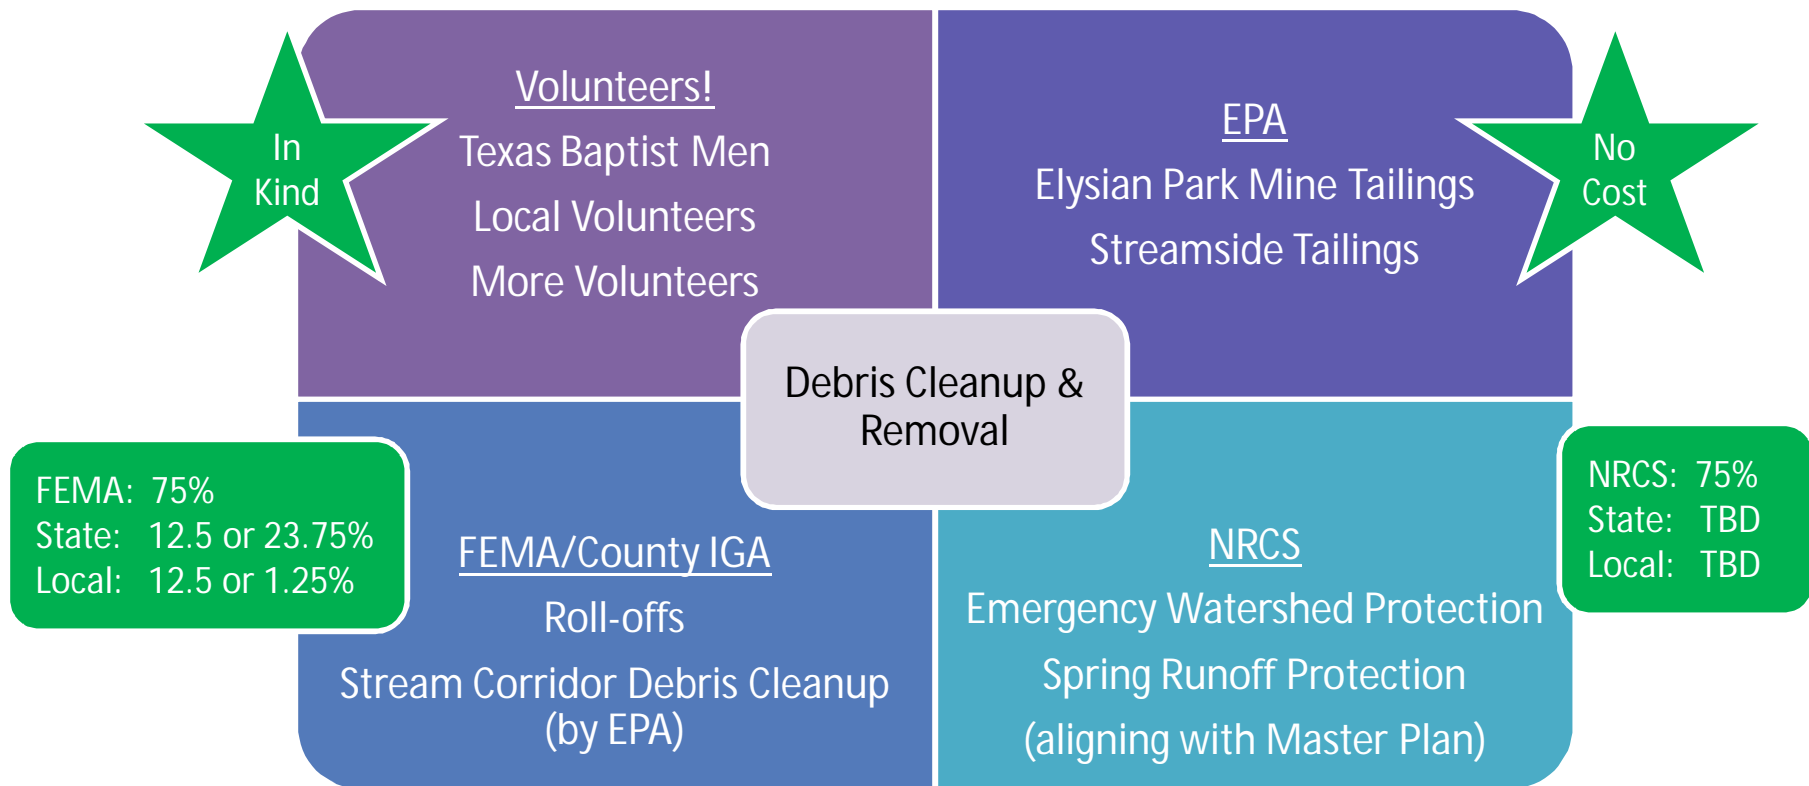 In
Kind
Volunteers!
Texas Baptist Men
Local Volunteers
More Volunteers
EPA
Elysian Park Mine Tailings
Streamside Tailings
No
Cost
Debris Cleanup &
Removal
FEMA: 75%
State: 12.5 or 23.75%
Local: 12.5 or 1.25%
FEMA/County IGA
Roll-offs
Stream Corridor Debris Cleanup
(by EPA)
NRCS
Emergency Watershed Protection
Spring Runoff Protection
(aligning with Master Plan)
NRCS: 75%
State: TBD
Local: TBD